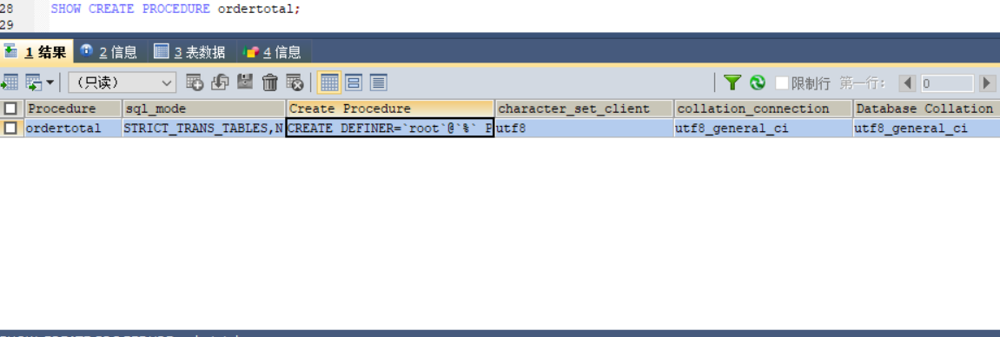 28 SHOW CREATE PROCEDURE ordertotal;
29
1 结果 2 信息 3 表数据 4 信息
（只读） 限制行 第一行: 0
Procedure sql_mode Create Procedure character_set_client collation_connection Database Collation
ordertotal STRICT_TRANS_TABLES,N CREATE DEFINER=`root`@`%` P utf8 utf8_general_ci utf8_general_ci